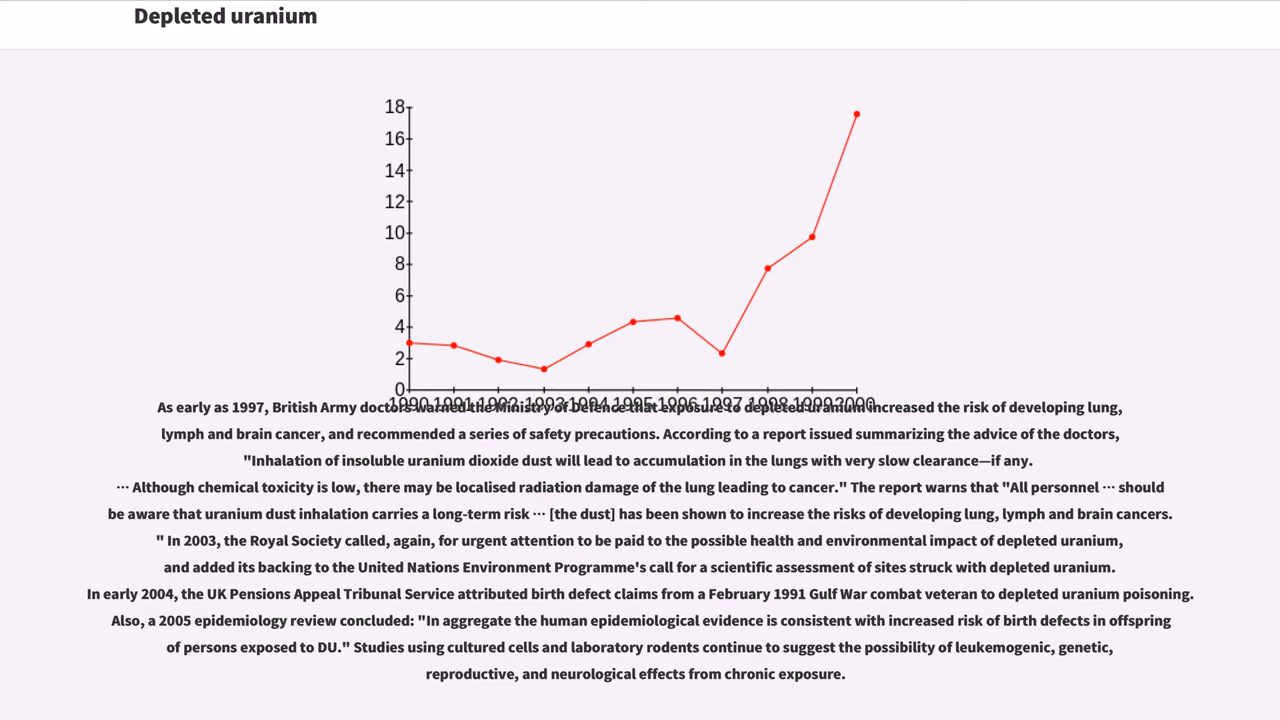 Depleted uranium
18
16
14
12
10
8
6
4
2
0
1990 1991 1992 1993 1994 1995 1996 1997 1998 1999 2000
As early as 1997, British Army doctors warned the Ministry of Defence that exposure to depleted uranium increased the risk of developing lung,
lymph and brain cancer, and recommended a series of safety precautions. According to a report issued summarizing the advice of the doctors,
"Inhalation of insoluble uranium dioxide dust will lead to accumulation in the lungs with very slow clearance—if any.
··· Although chemical toxicity is low, there may be localised radiation damage of the lung leading to cancer." The report warns that "All personnel ··· should
be aware that uranium dust inhalation carries a long-term risk ··· [the dust] has been shown to increase the risks of developing lung, lymph and brain cancers.
" In 2003, the Royal Society called, again, for urgent attention to be paid to the possible health and environmental impact of depleted uranium,
and added its backing to the United Nations Environment Programme's call for a scientific assessment of sites struck with depleted uranium.
In early 2004, the UK Pensions Appeal Tribunal Service attributed birth defect claims from a February 1991 Gulf War combat veteran to depleted uranium poisoning.
Also, a 2005 epidemiology review concluded: "In aggregate the human epidemiological evidence is consistent with increased risk of birth defects in offspring
of persons exposed to DU." Studies using cultured cells and laboratory rodents continue to suggest the possibility of leukemogenic, genetic,
reproductive, and neurological effects from chronic exposure.